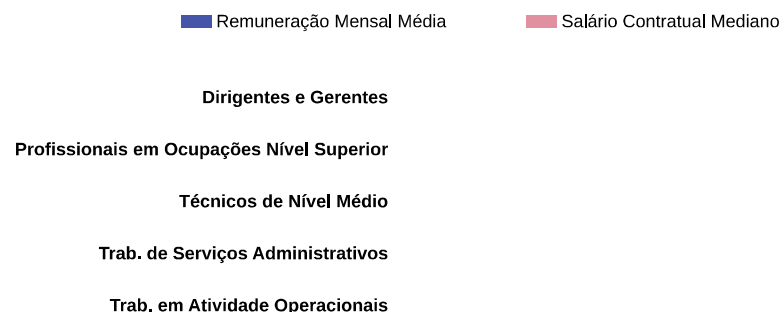 Remuneração Mensal Média Salário Contratual Mediano
Dirigentes e Gerentes
Profissionais em Ocupações Nível Superior
Técnicos de Nível Médio
Trab. de Serviços Administrativos
Trab. em Atividade Operacionais